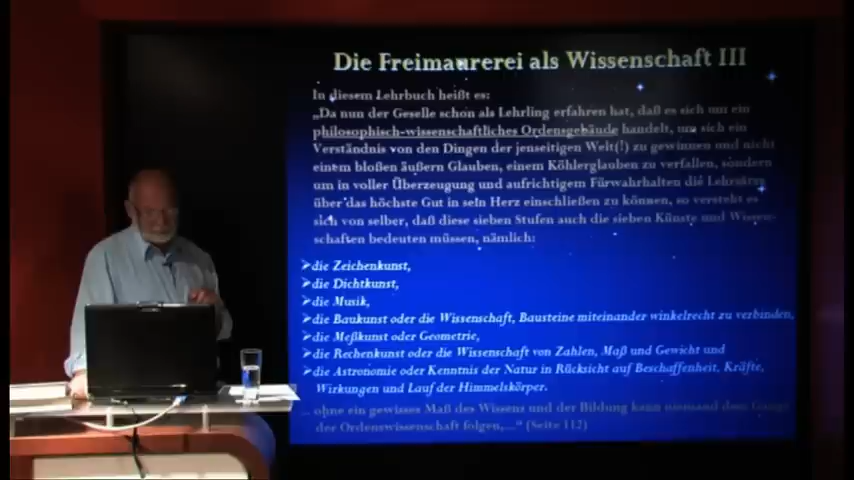 Die Freimaurerei als Wissenschaft III
In diesem Lehrbuch heißt es:
„Da nun der Geselle schon als Lehrling erfahren hat, daß es sich um ein
philosophisch-wissenschaftliches Ordensgebäude handelt, um sich ein
Verständnis von den Dingen der jenseitigen Welt(!) zu gewinnen und nicht
einem bloßen äußern Glauben, einem Köhlerglauben zu verfallen, sondern
um in voller Überzeugung und aufrichtigem Fürwahrhalten die Lehrsätze
über das höchste Gut in sein Herz einschließen zu können, so versteht es
sich von selber, daß diese sieben Stufen auch die sieben Künste und Wissen-
schaften bedeuten müssen, nämlich:
➢die Zeichenkunst,
➢die Dichtkunst,
➢die Musik,
➢die Baukunst oder die Wissenschaft, Bausteine miteinander winkelrecht zu verbinden,
➢die Meßkunst oder Geometrie,
➢die Rechenkunst oder die Wissenschaft von Zahlen, Maß und Gewicht und
➢die Astronomie oder Kenntnis der Natur in Rücksicht auf Beschaffenheit, Kräfte,
Wirkungen und Lauf der Himmelskörper.
... ohne ein gewisses Maß des Wissens und der Bildung kann niemand dem Gange
der Ordenswissenschaft folgen,..." (Seite 112)